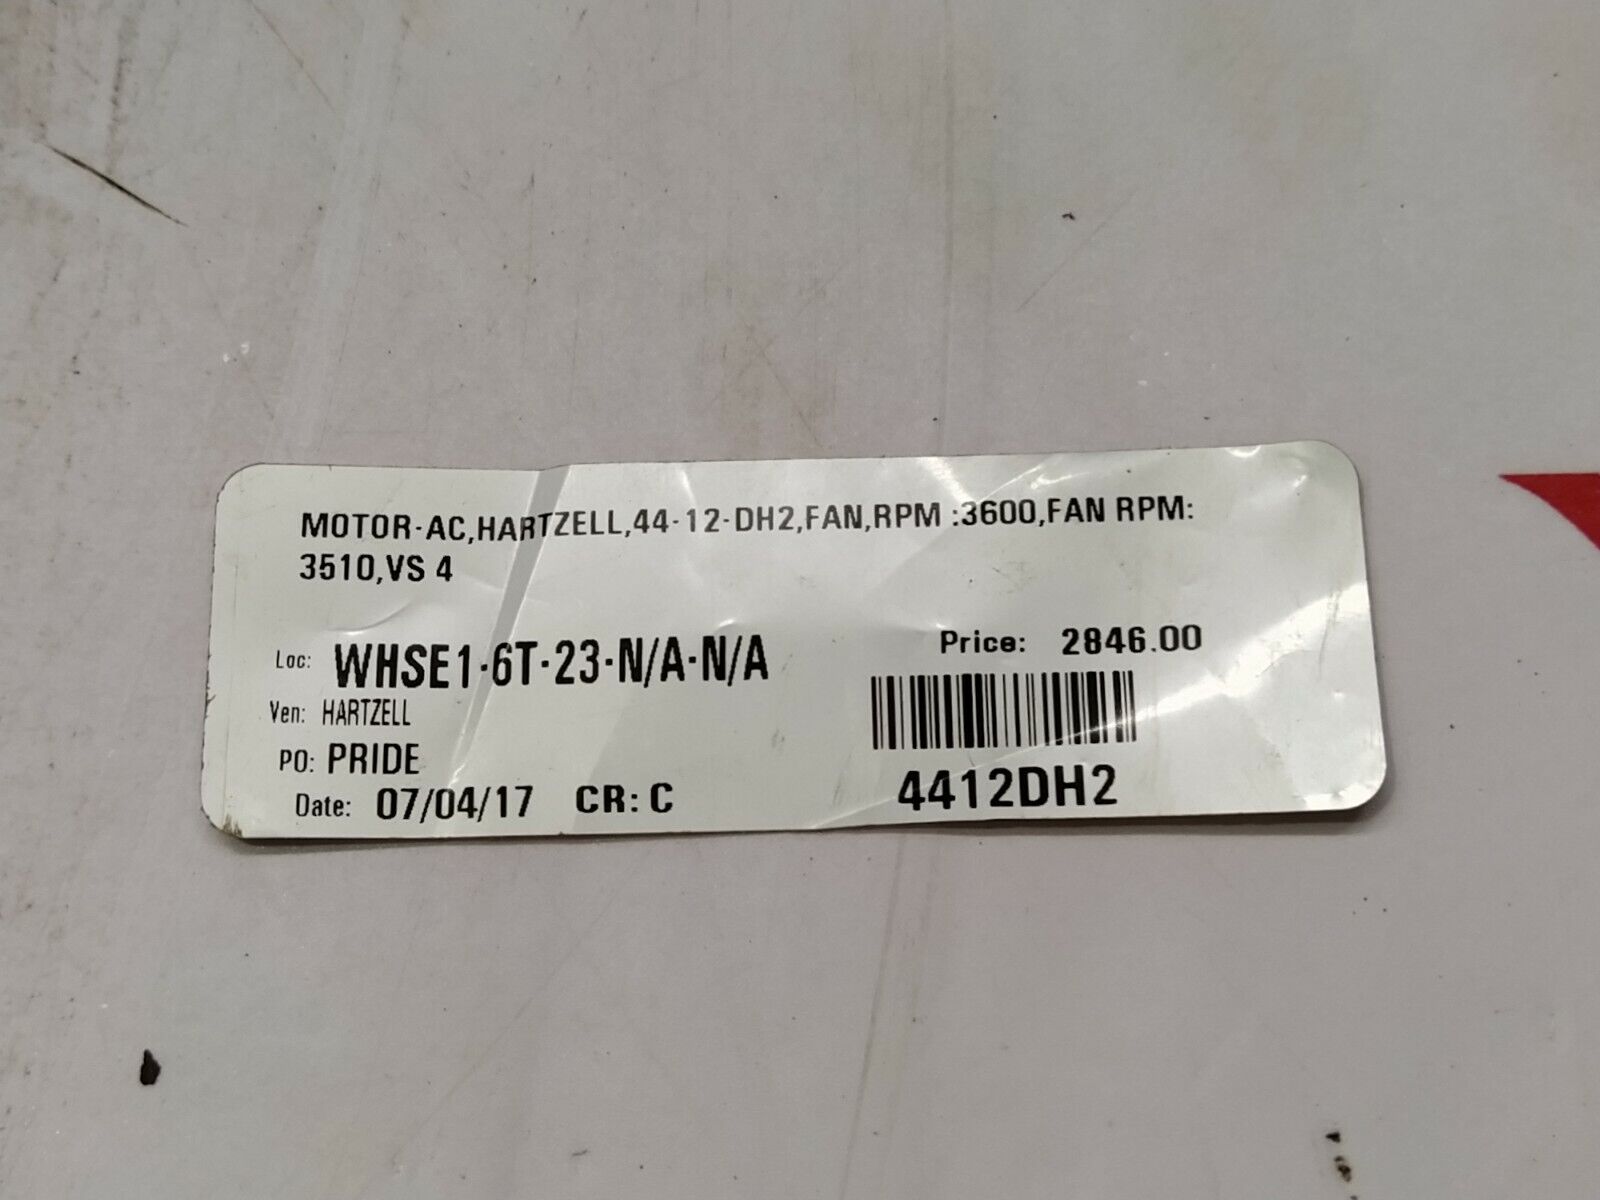 MOTOR-AC,HARTZELL,44-12-DH2,FAN,RPM :3600,FAN RPM:
3510,VS 4
Loc: WHSE1-6T-23-N/A-N/A
Price: 2846.00
Ven: HARTZELL
PO: PRIDE
Date: 07/04/17 CR: C
4412DH2